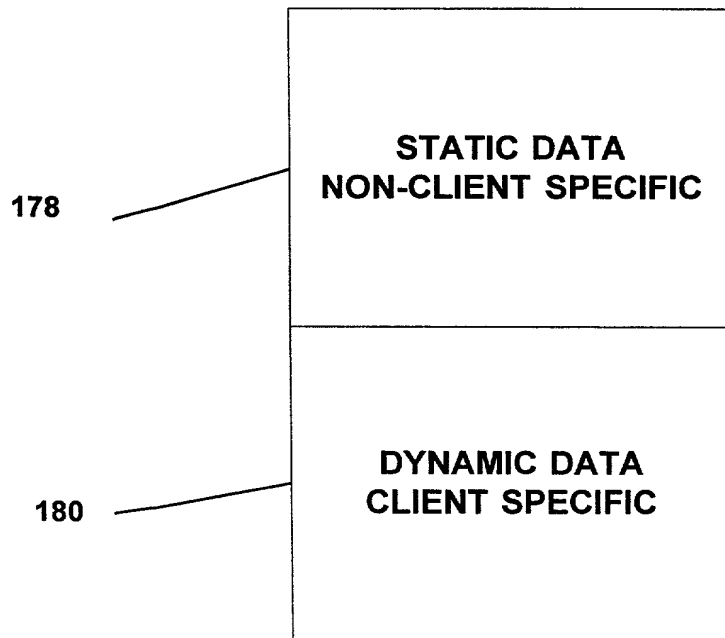 STATIC DATA
NON-CLIENT SPECIFIC
178
DYNAMIC DATA
CLIENT SPECIFIC
180